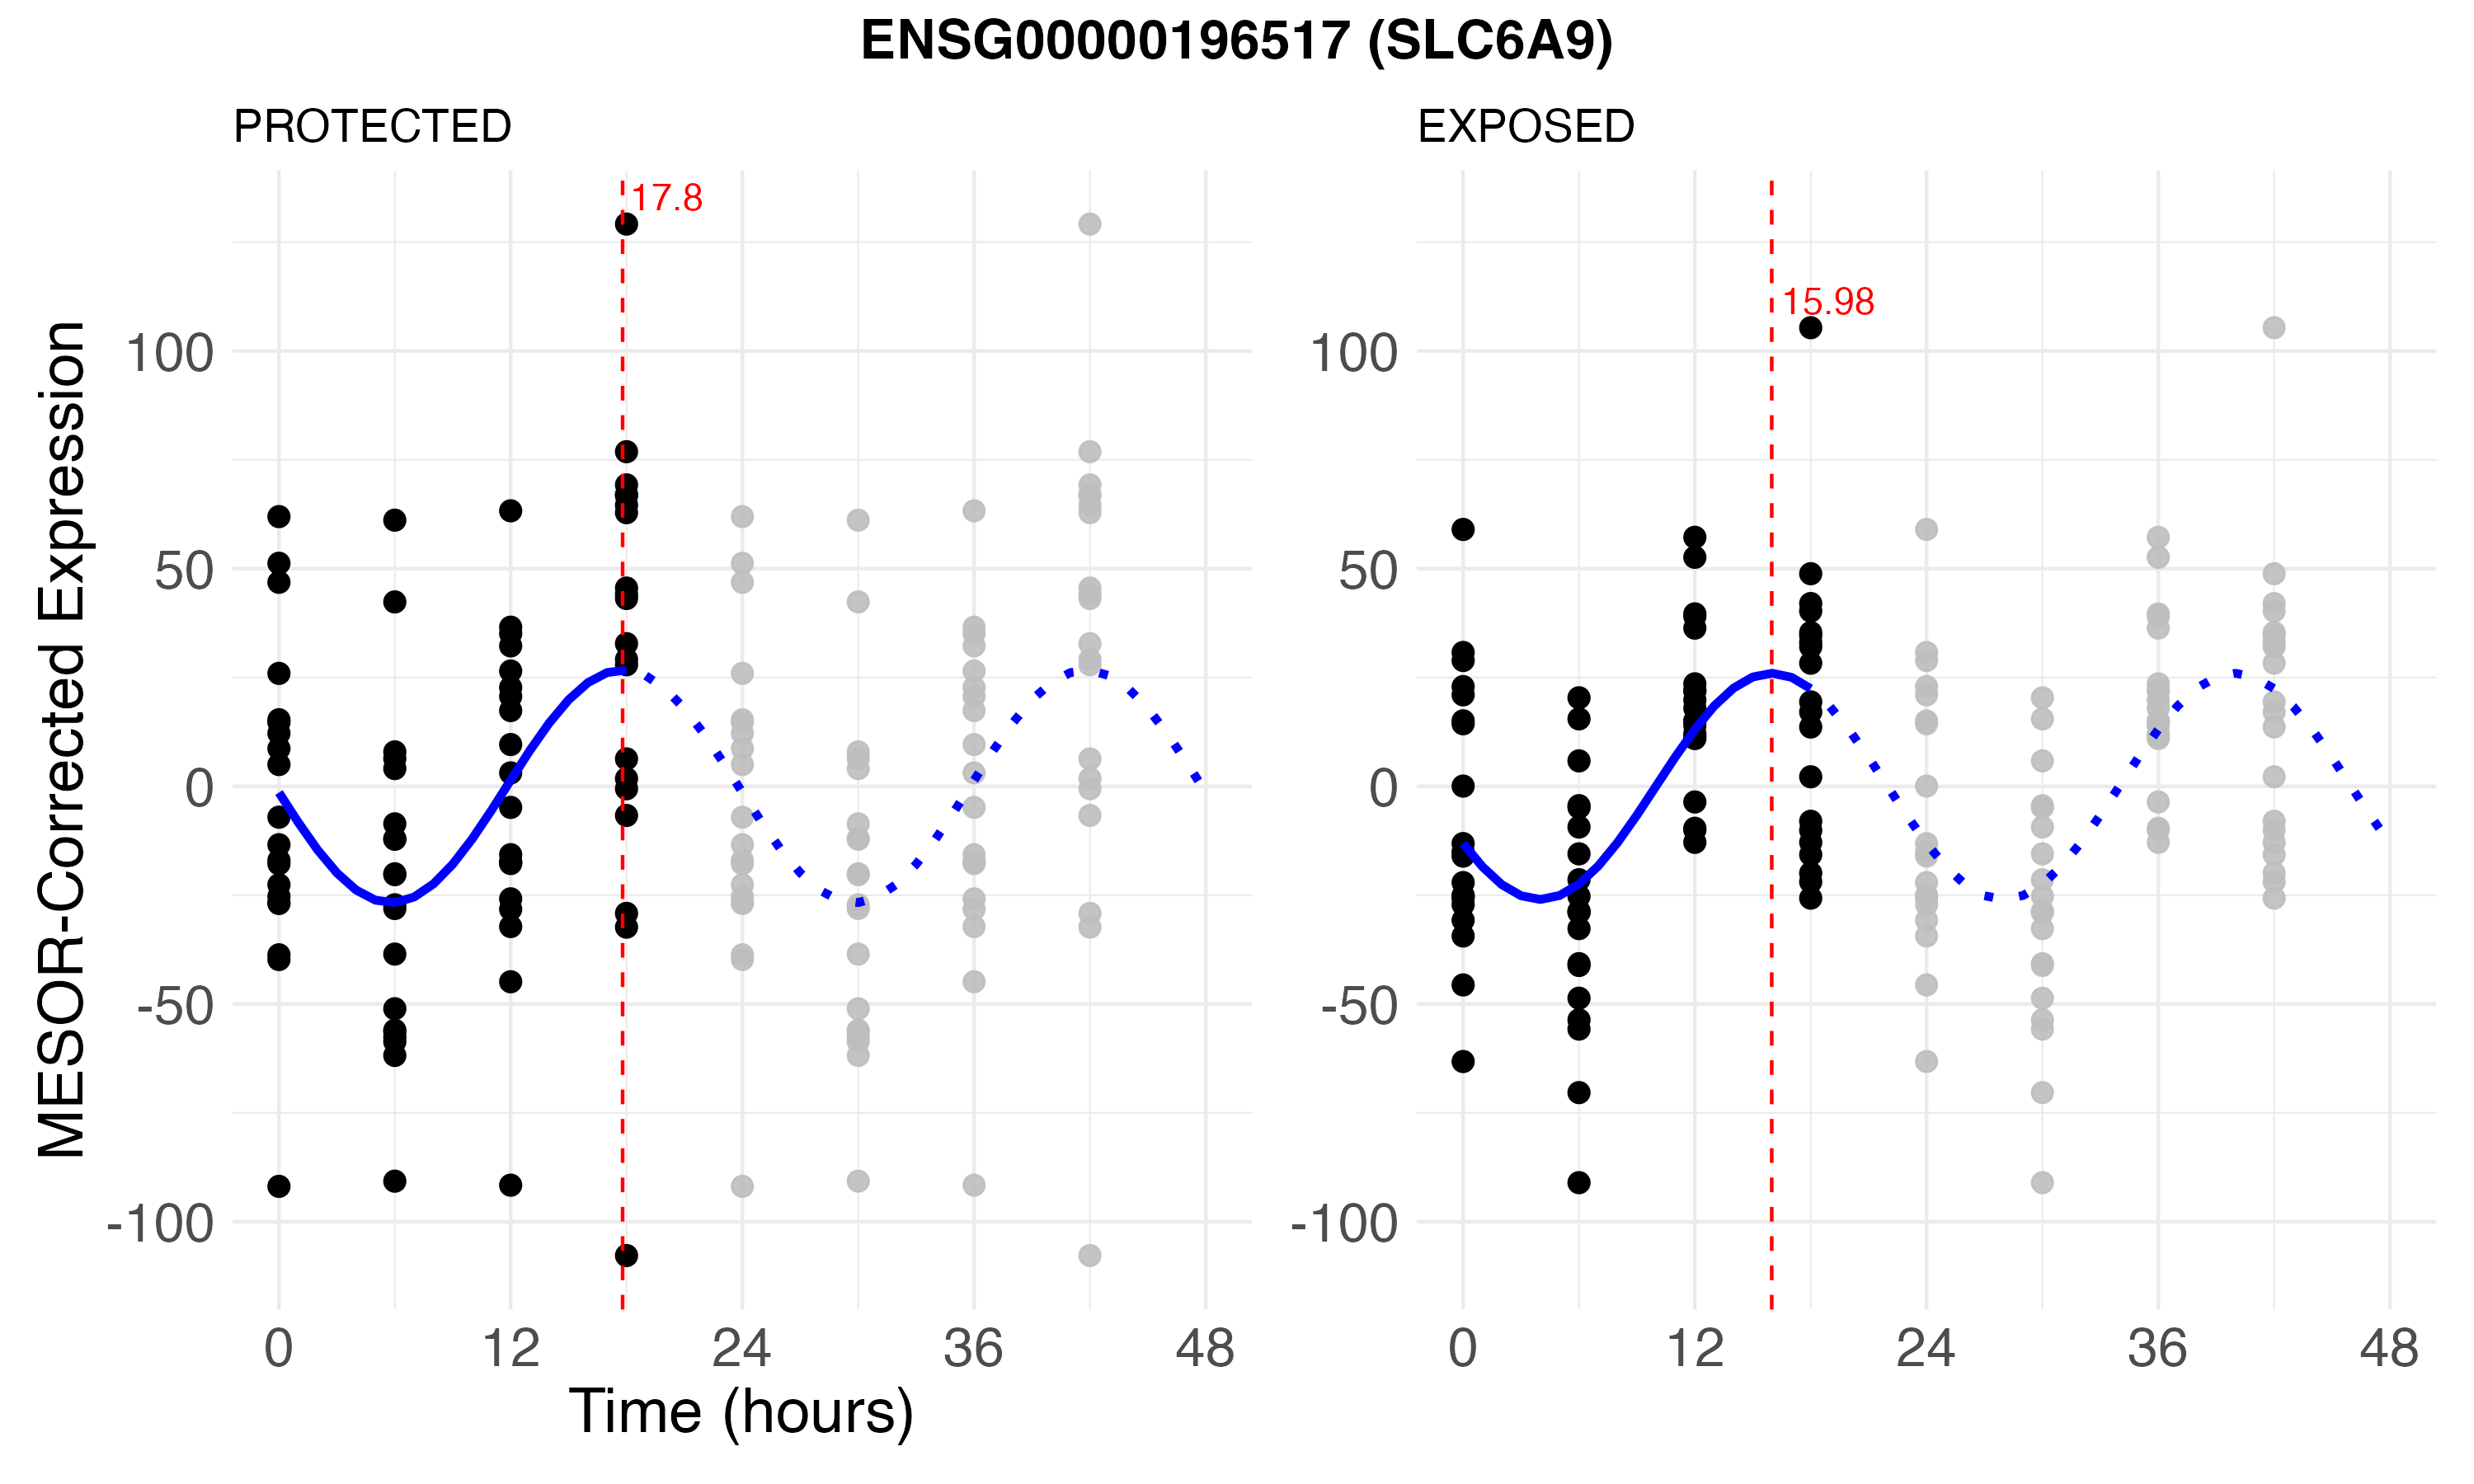 ENSG00000196517 (SLC6A9)
PROTECTED
EXPOSED
MESOR-Corrected Expression
17.8
15.98
100
50
0
-50
-100
100
50
0
-50
-100
0 12 24 36 48
0 12 24 36 48
Time (hours)